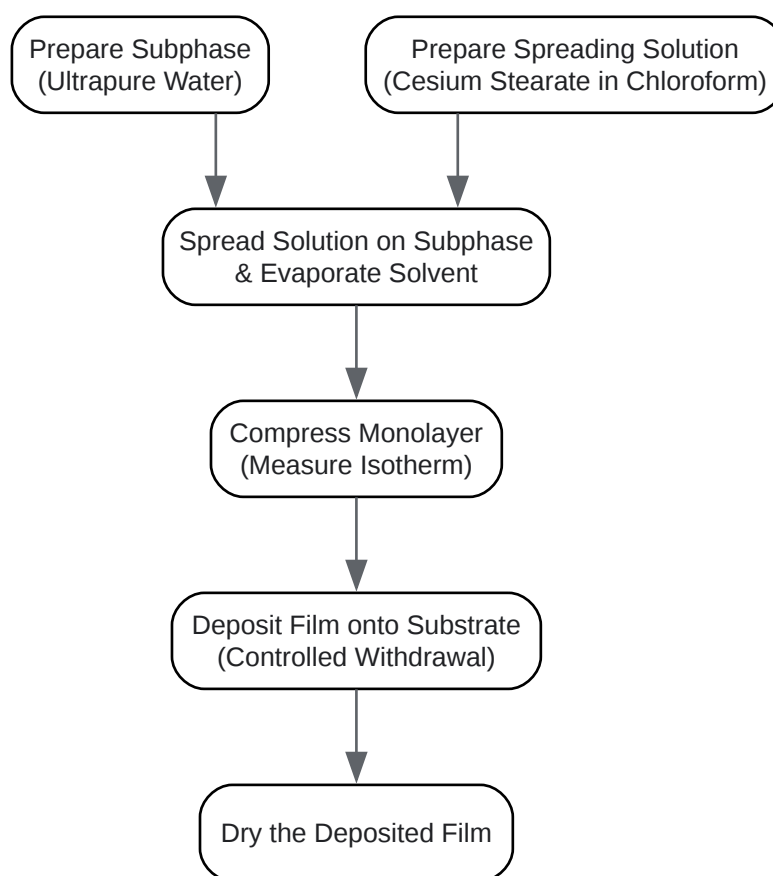 Prepare Subphase
(Ultrapure Water)
Prepare Spreading Solution
(Cesium Stearate in Chloroform)
Spread Solution on Subphase
& Evaporate Solvent
Compress Monolayer
(Measure Isotherm)
Deposit Film onto Substrate
(Controlled Withdrawal)
Dry the Deposited Film